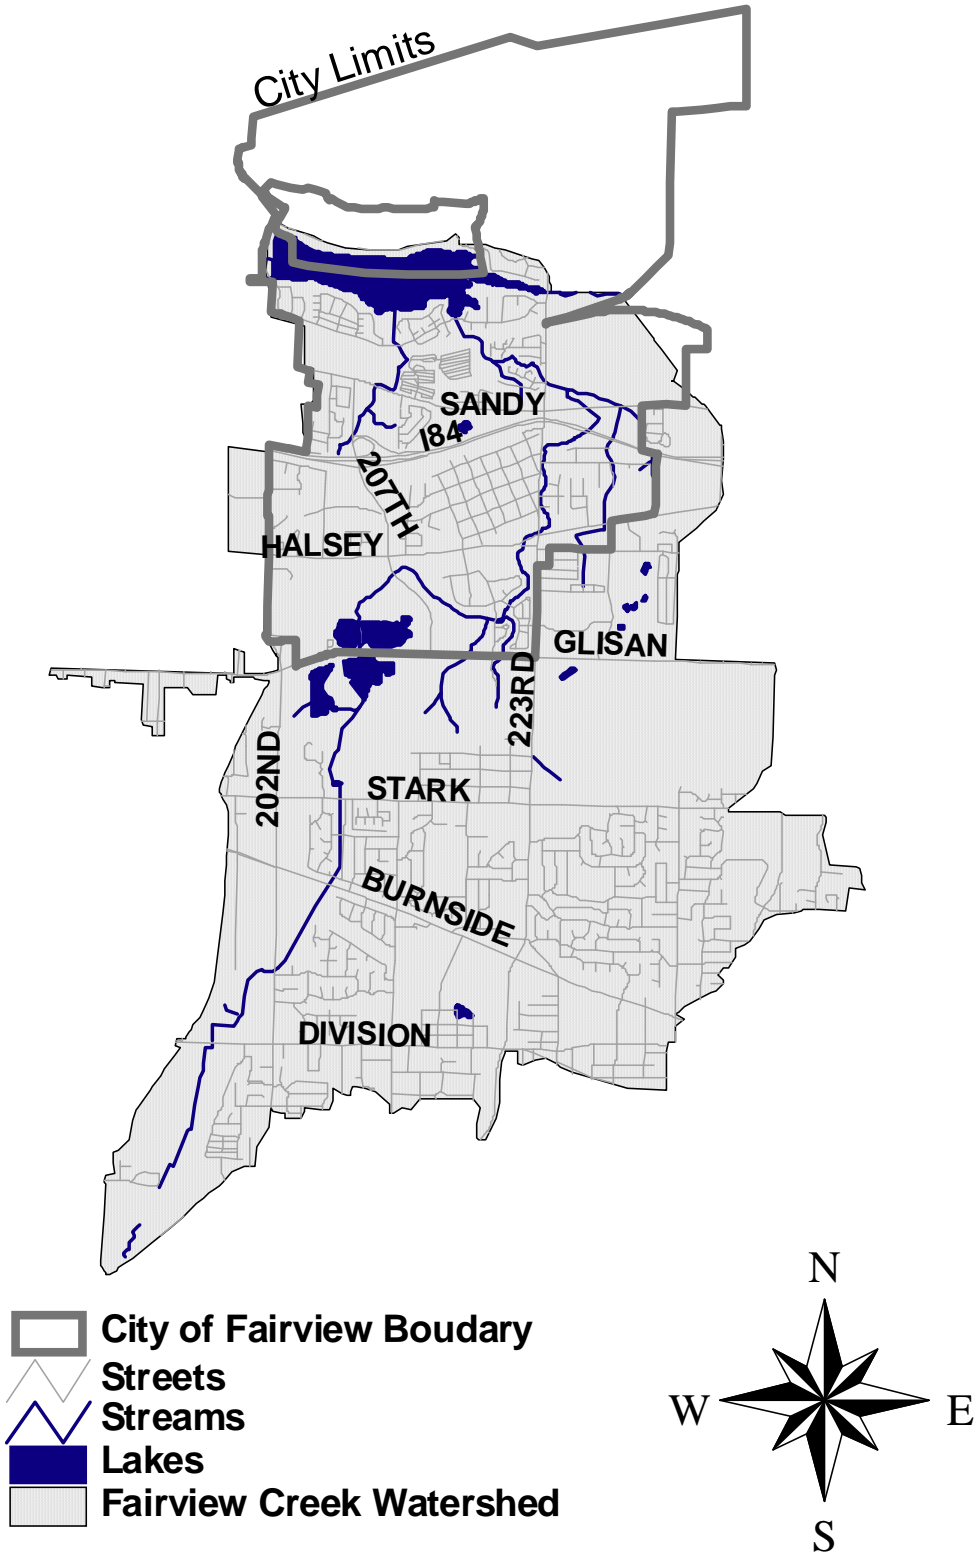 City Limits
SANDY
I84
207TH
HALSEY
GLISAN
223RD
202ND
STARK
BURNSIDE
DIVISION
N
W
E
S
City of Fairview Boudary
Streets
Streams
Lakes
Fairview Creek Watershed